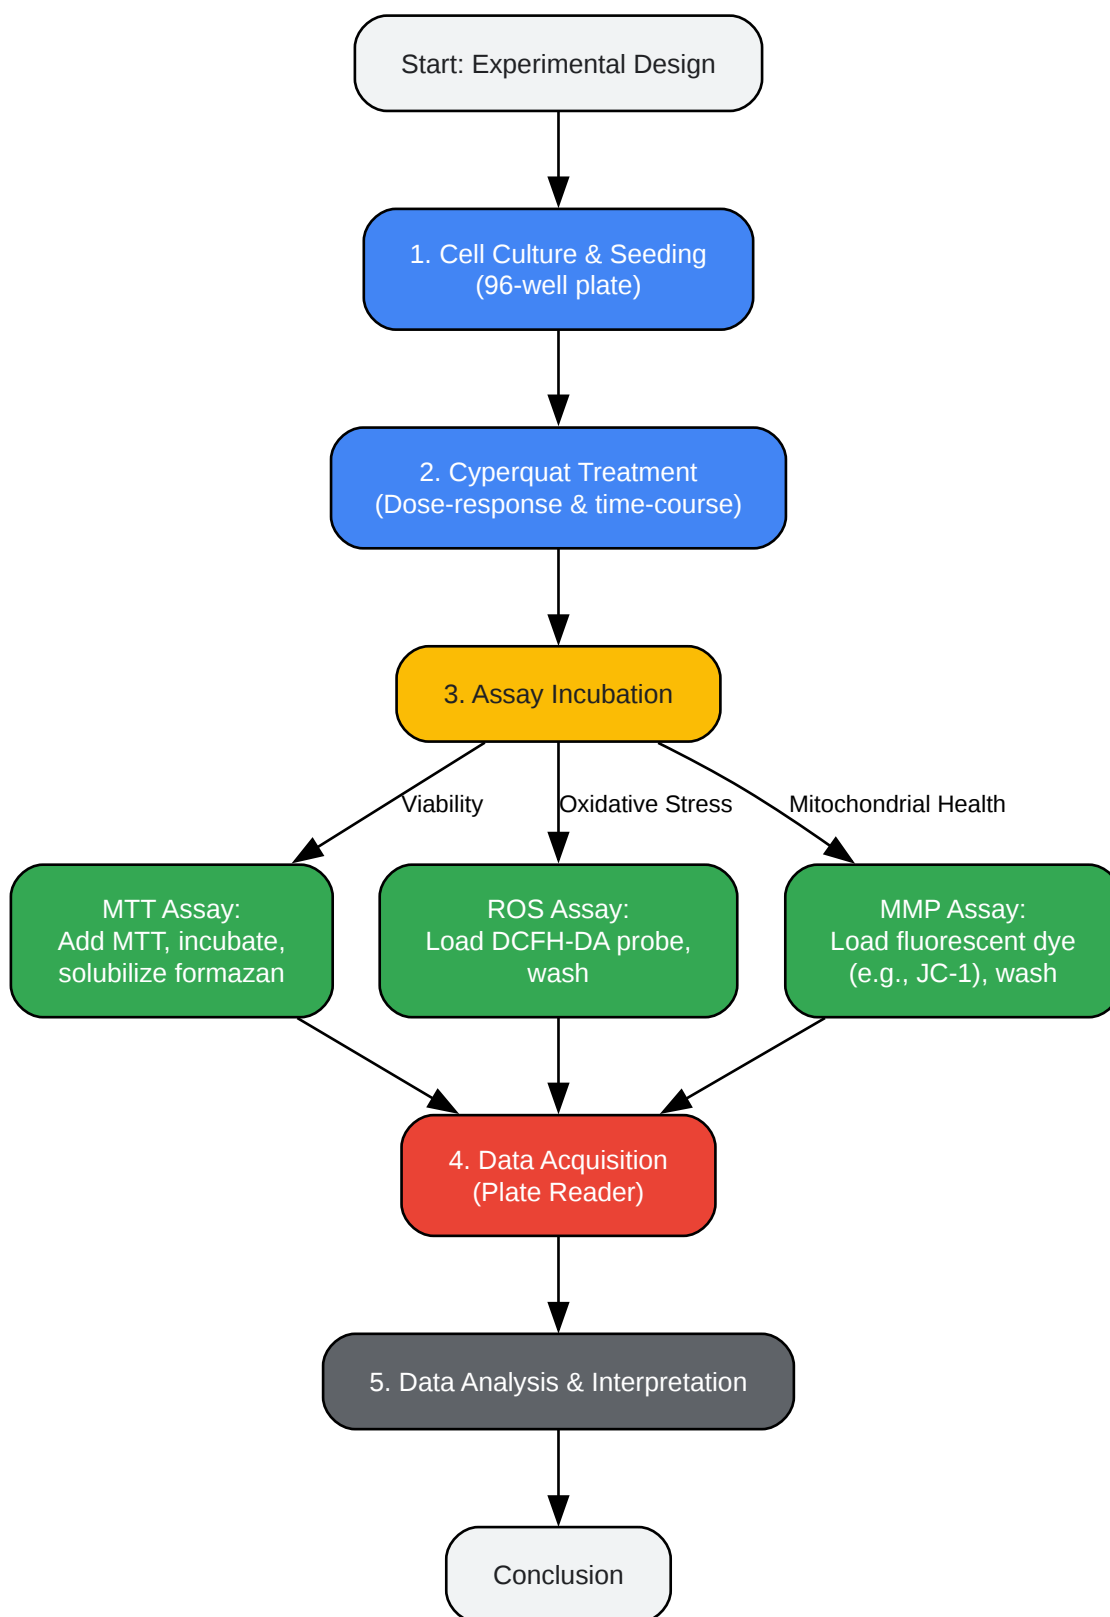 Start: Experimental Design
1. Cell Culture & Seeding
(96-well plate)
2. Cyperquat Treatment
(Dose-response & time-course)
3. Assay Incubation
Viability
Oxidative Stress
Mitochondrial Health
MTT Assay:
Add MTT, incubate,
solubilize formazan
ROS Assay:
Load DCFH-DA probe,
wash
MMP Assay:
Load fluorescent dye
(e.g., JC-1), wash
4. Data Acquisition
(Plate Reader)
5. Data Analysis & Interpretation
Conclusion